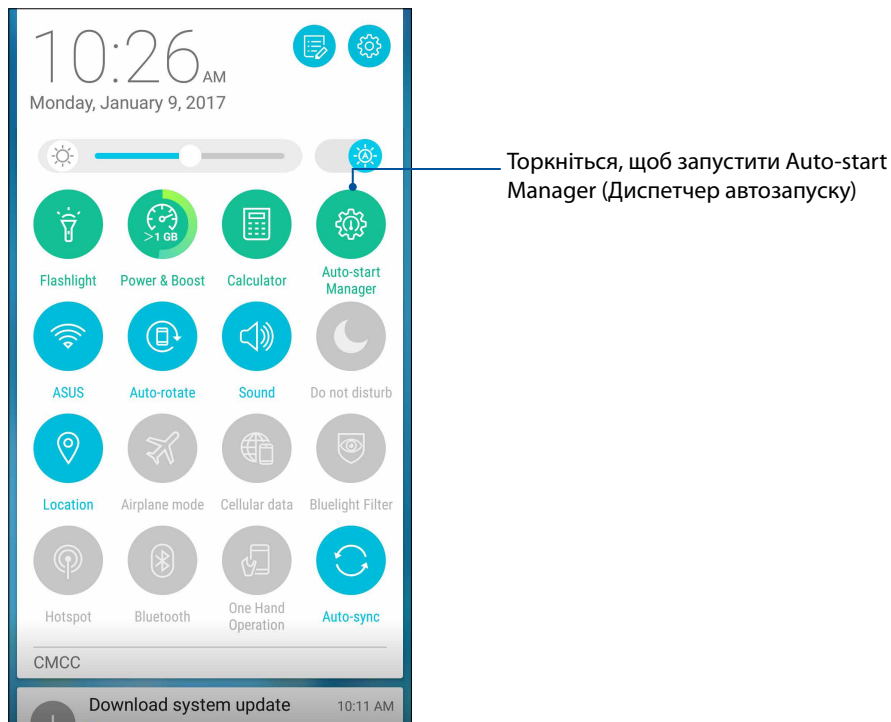 10:26 AM
Monday, January 9, 2017
A
Торкніться, щоб запустити Auto-start
Manager (Диспетчер автозапуску)
>1 GB
Flashlight
Power & Boost
Calculator
Auto-start
Manager
ASUS
Auto-rotate
Sound
Do not disturb
Location
Airplane mode
Cellular data
Bluelight Filter
Hotspot
Bluetooth
One Hand
Operation
Auto-sync
CMCC
Download system update 10:11 AM